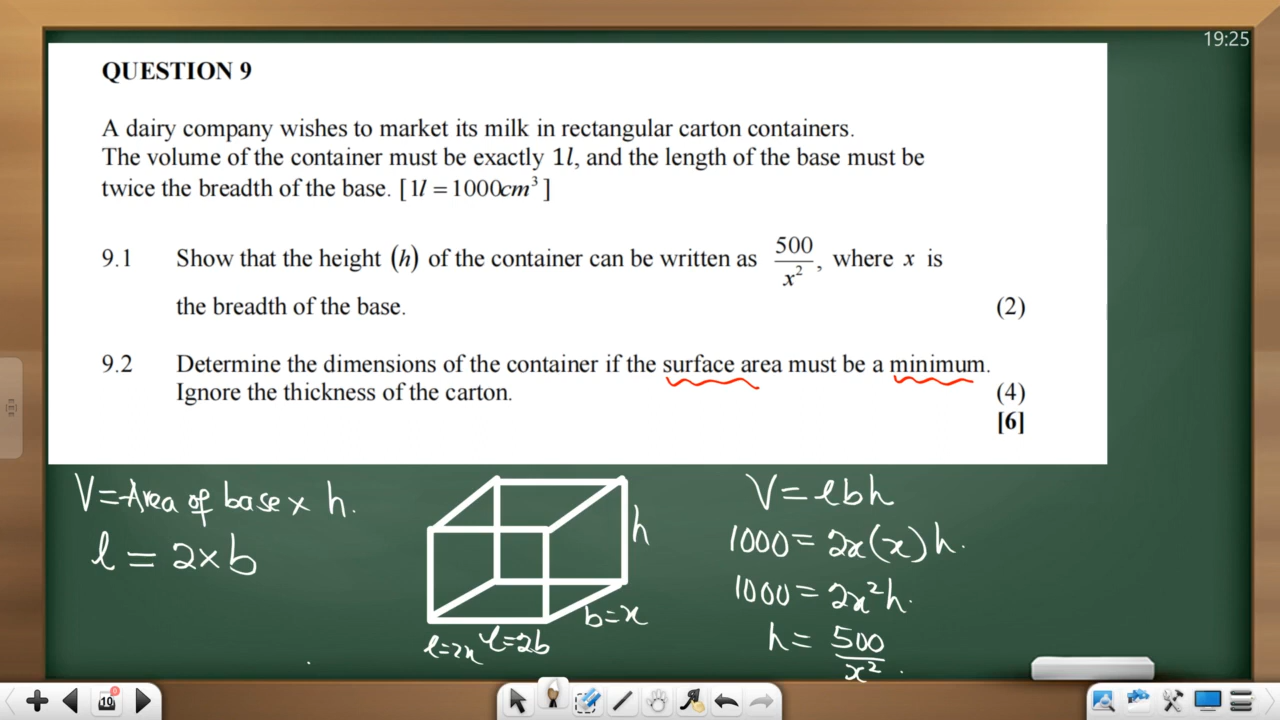 19:25
QUESTION 9
A dairy company wishes to market its milk in rectangular carton containers.
The volume of the container must be exactly 1l, and the length of the base must be
twice the breadth of the base. [1l = 1000cm³]
9.1 Show that the height (h) of the container can be written as 500/x², where x is
the breadth of the base. (2)
9.2 Determine the dimensions of the container if the surface area must be a minimum.
Ignore the thickness of the carton. (4)
[6]
V = Area of base × h.
l = 2×b
h
b=x
l=2x l=2b
V = lbh
1000 = 2x(x)h.
1000 = 2x²h.
h = 500/x².
10
0